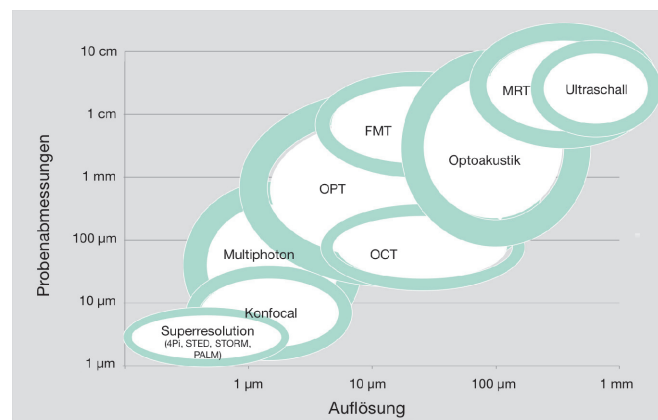 Probenabmessungen
10 cm
1 cm
1 mm
100 µm
10 µm
1 µm
MRT
Ultraschall
FMT
Optoakustik
OPT
Multiphoton
OCT
Konfocal
Superresolution
(4Pi, STED, STORM,
PALM)
1 µm
10 µm
100 µm
1 mm
Auflösung